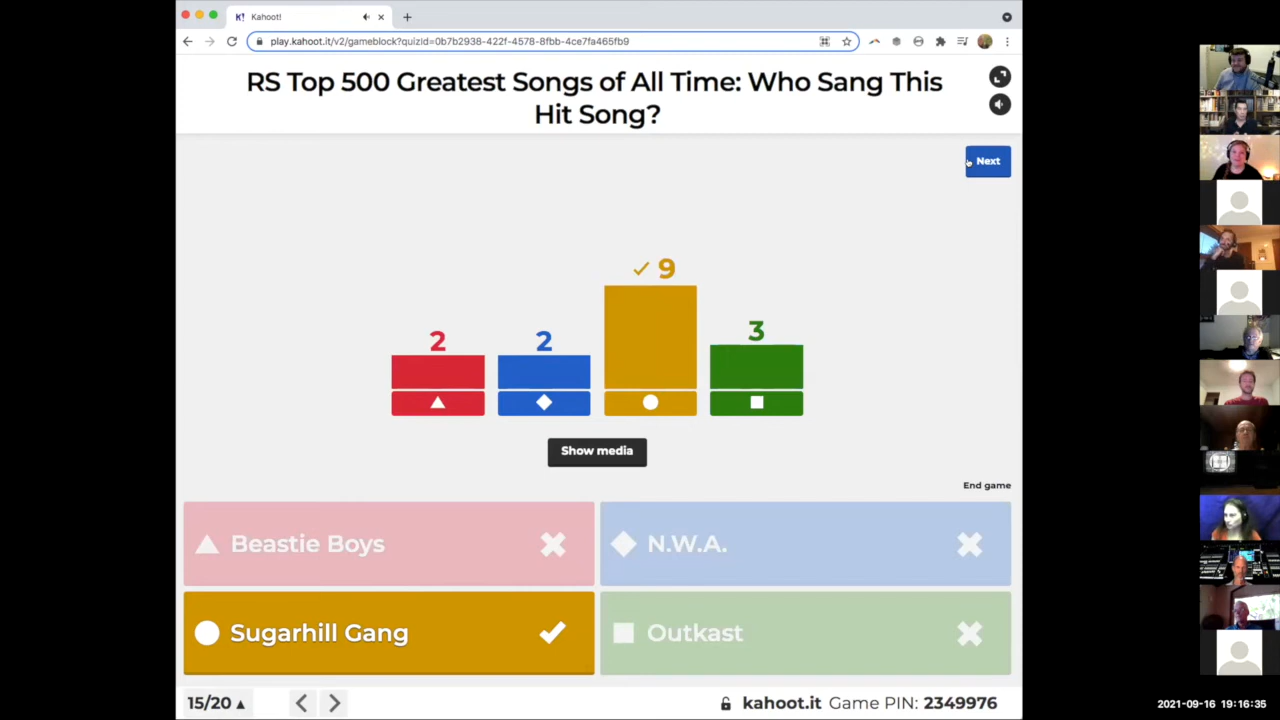 Kahoot!
play.kahoot.it/v2/gameblock?quizid=0b7b2938-422f-4578-8fbb-4ce7fa465fb9
RS Top 500 Greatest Songs of All Time: Who Sang This
Hit Song?
Next
9
3
2
2
Show media
End game
Beastie Boys
N.W.A.
Sugarhill Gang
Outkast
15/20
kahoot.it Game PIN: 2349976
2021-09-16 19:16:35